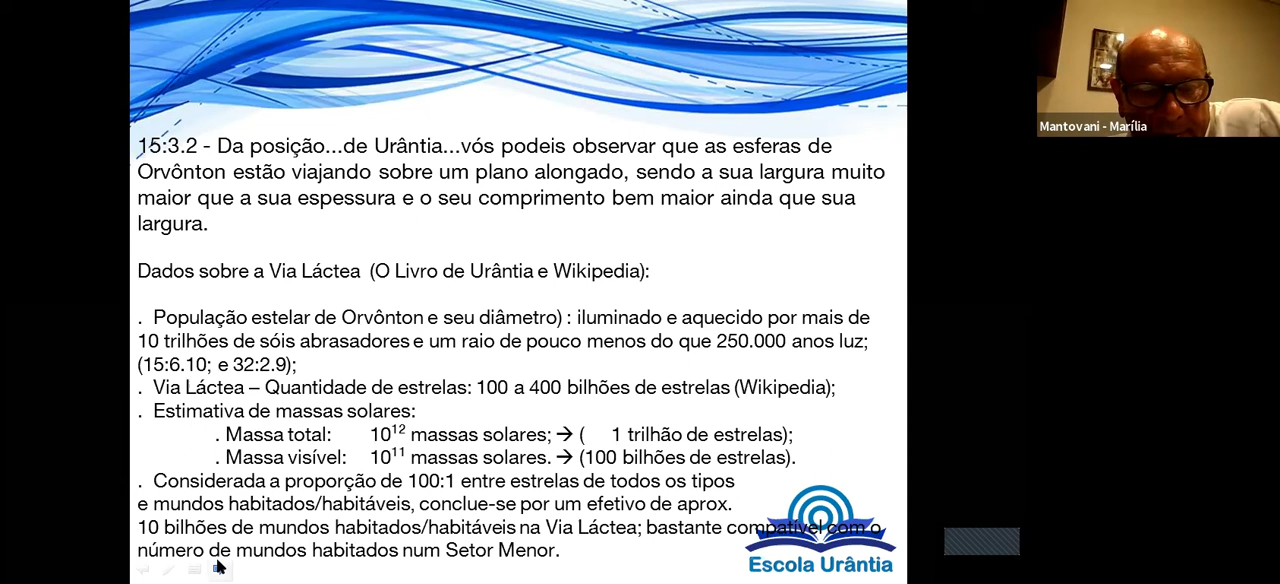 15:3.2 - Da posição...de Urântia...vós podeis observar que as esferas de
Orvônton estão viajando sobre um plano alongado, sendo a sua largura muito
maior que a sua espessura e o seu comprimento bem maior ainda que sua
largura.
Dados sobre a Via Láctea (O Livro de Urântia e Wikipedia):
. População estelar de Orvônton e seu diâmetro) : iluminado e aquecido por mais de
10 trilhões de sóis abrasadores e um raio de pouco menos do que 250.000 anos luz;
(15:6.10; e 32:2.9);
. Via Láctea – Quantidade de estrelas: 100 a 400 bilhões de estrelas (Wikipedia);
. Estimativa de massas solares:
. Massa total: 10¹² massas solares; → ( 1 trilhão de estrelas);
. Massa visível: 10¹¹ massas solares. → (100 bilhões de estrelas).
. Considerada a proporção de 100:1 entre estrelas de todos os tipos
e mundos habitados/habitáveis, conclue-se por um efetivo de aprox.
10 bilhões de mundos habitados/habitáveis na Via Láctea; bastante compatível com o
número de mundos habitados num Setor Menor.
Escola Urântia
Mantovani - Marília